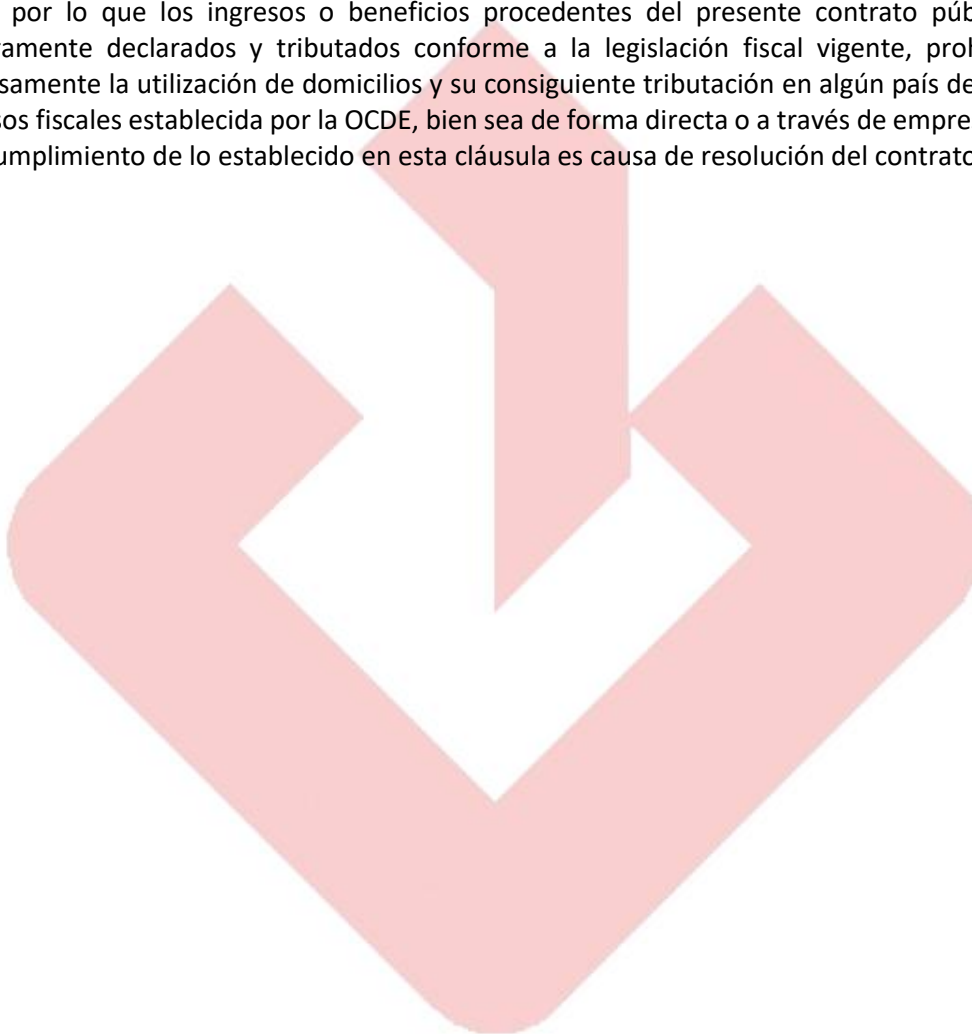 por lo que los ingresos o beneficios procedentes del presente contrato púb
ramente declarados y tributados conforme a la legislación fiscal vigente, proh
samente la utilización de domicilios y su consiguiente tributación en algún país de
sos fiscales establecida por la OCDE, bien sea de forma directa o a través de empre
umplimiento de lo establecido en esta cláusula es causa de resolución del contrato